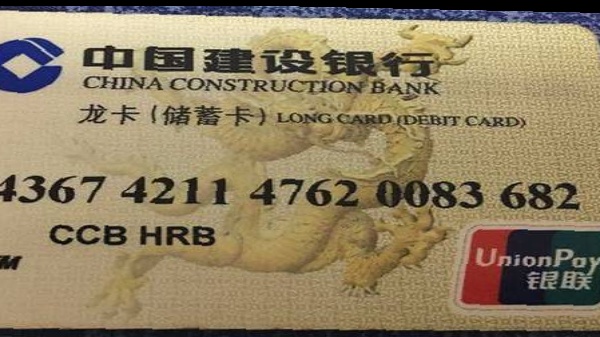 中国建设银行
CHINA CONSTRUCTION BANK
龙卡(储蓄卡) LONG CARD (DEBIT CARD)
4367 4211 4762 0083 682
CCB HRB
TM
UnionPay
银联